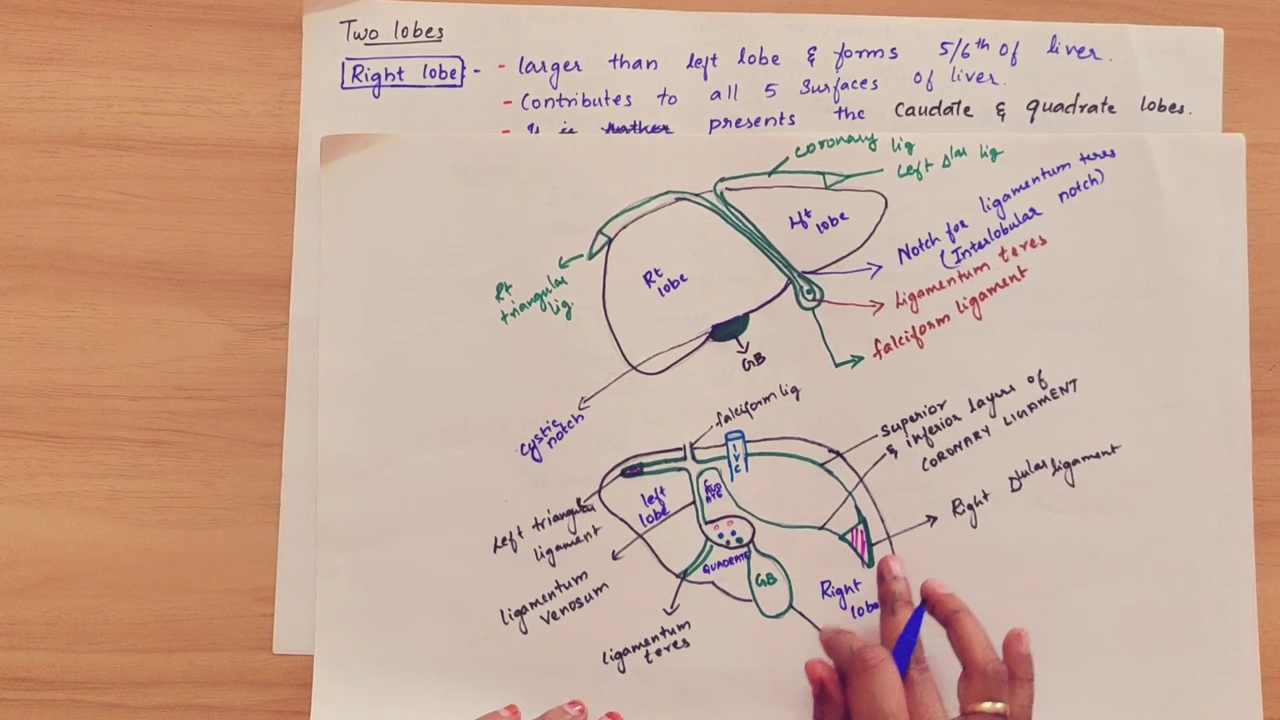 Two lobes
Right lobe - - larger than left lobe & forms 5/6th of liver.
- Contributes to all 5 surfaces of liver.
- presents the caudate & quadrate lobes.
coronary lig
Left Δlar lig
Notch for ligamentum teres
(Interlobular notch)
Ligamentum teres
falciform ligament
lft
lobe
Rt
lobe
Rt
triangular
lig.
GB
cystic
notch
falciform lig
Superior
& inferior layers of
CORONARY LIGAMENT
Right Δular ligament
IVC
left
lobe
CAUD
ATE
Left triangular
ligament
QUADRATE
GB
ligamentum
venosum
Right
lobe
ligamentum
teres